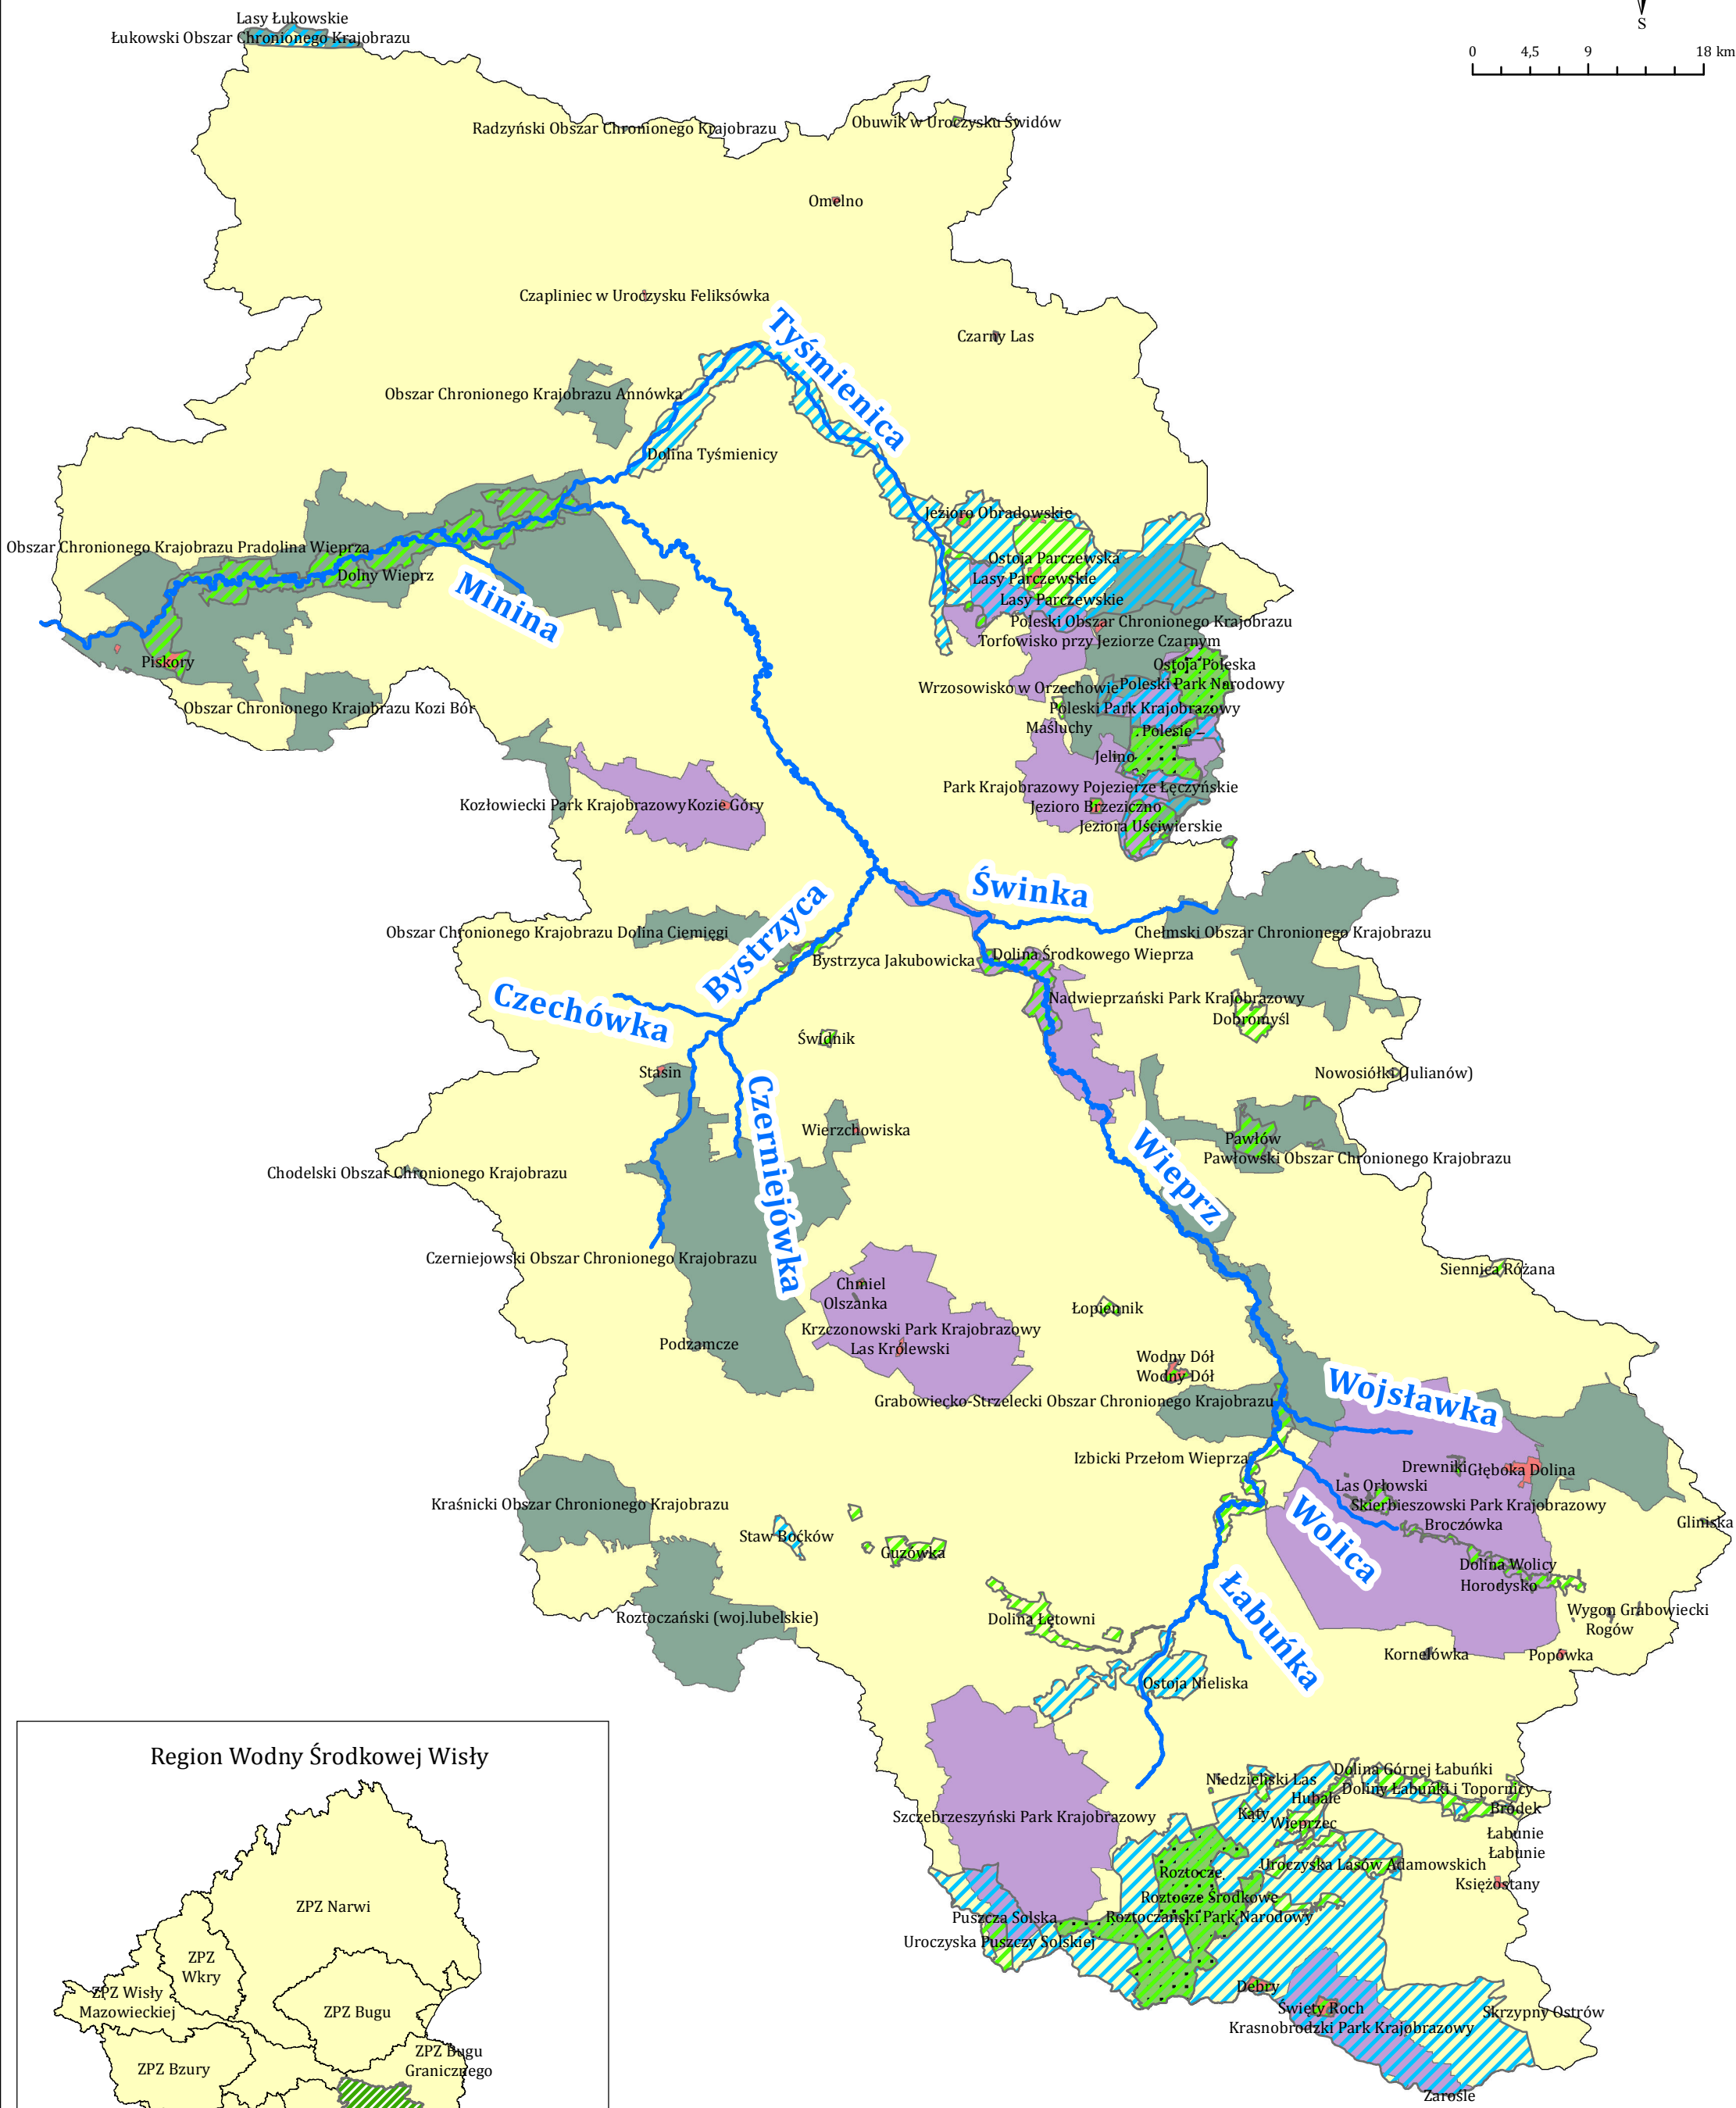 Lasy Łukowskie
Łukowski Obszar Chronionego Krajobrazu
S
0 4,5 9 18 km
Radzyński Obszar Chronionego Krajobrazu
Obuwik w Uroczysku Świdów
Omelno
Czapliniec w Uroczysku Feliksówka
Czarny Las
Tyśmienica
Obszar Chronionego Krajobrazu Annówka
Dolina Tyśmienicy
Jezioro Obradowskie
Obszar Chronionego Krajobrazu Pradolina Wieprza
Dolny Wieprz
Minina
Ostoja Parczewska
Lasy Parczewskie
Lasy Parczewskie
Poleski Obszar Chronionego Krajobrazu
Torfowisko przy Jeziorze Czarnym
Piskory
Ostoja Poleska
Wrzosowisko w Orzechowie
Poleski Park Narodowy
Obszar Chronionego Krajobrazu Kozi Bór
Poleski Park Krajobrazowy
Maśluchy
Polesie
Jelino
Park Krajobrazowy Pojezierze Łęczyńskie
Kozłowiecki Park Krajobrazowy
Kozie Góry
Jezioro Brzeziczno
Jeziora Uściwierskie
Świnka
Bystrzyca
Obszar Chronionego Krajobrazu Dolina Ciemięgi
Chełmski Obszar Chronionego Krajobrazu
Bystrzyca Jakubowicka
Dolina Środkowego Wieprza
Czechówka
Nadwieprzański Park Krajobrazowy
Dobromyśl
Świdnik
Stasin
Nowosiółki (Julianów)
Czerniejówka
Wierzchowiska
Wieprz
Pawłów
Pawłowski Obszar Chronionego Krajobrazu
Chodelski Obszar Chronionego Krajobrazu
Czerniejowski Obszar Chronionego Krajobrazu
Siennica Różana
Chmiel
Olszanka
Łopiennik
Krzczonowski Park Krajobrazowy
Las Królewski
Podzamcze
Wodny Dół
Wodny Dół
Wojsławka
Grabowiecko-Strzelecki Obszar Chronionego Krajobrazu
Izbicki Przełom Wieprza
Drewniki
Głęboka Dolina
Las Orłowski
Skierbieszowski Park Krajobrazowy
Broczówka
Gliniska
Kraśnicki Obszar Chronionego Krajobrazu
Staw Boćków
Guzówka
Wolica
Dolina Wolicy
Horodysko
Łabuńka
Roztoczański (woj.lubelskie)
Dolina Łętowni
Wygon Grabowiecki
Rogów
Kornelówka
Popówka
Ostoja Nieliska
Region Wodny Środkowej Wisły
Dolina Górnej Łabuńki
Niedzieliski Las
Doliny Łabuńki i Topornicy
Hubale
Bródek
Kąty
Wieprzec
Szczebrzeszyński Park Krajobrazowy
Łabunie
Łabunie
Uroczyska Lasów Adamowskich
Roztocze
Księżostany
Roztocze Środkowe
Roztoczański Park Narodowy
Puszcza Solska
Uroczyska Puszczy Solskiej
Debry
Święty Roch
Krasnobrodzki Park Krajobrazowy
Skrzypny Ostrów
Zarośle
ZPZ Narwi
ZPZ
Wkry
ZPZ Wisły
Mazowieckiej
ZPZ Bugu
ZPZ Bugu
Granicznego
ZPZ Bzury